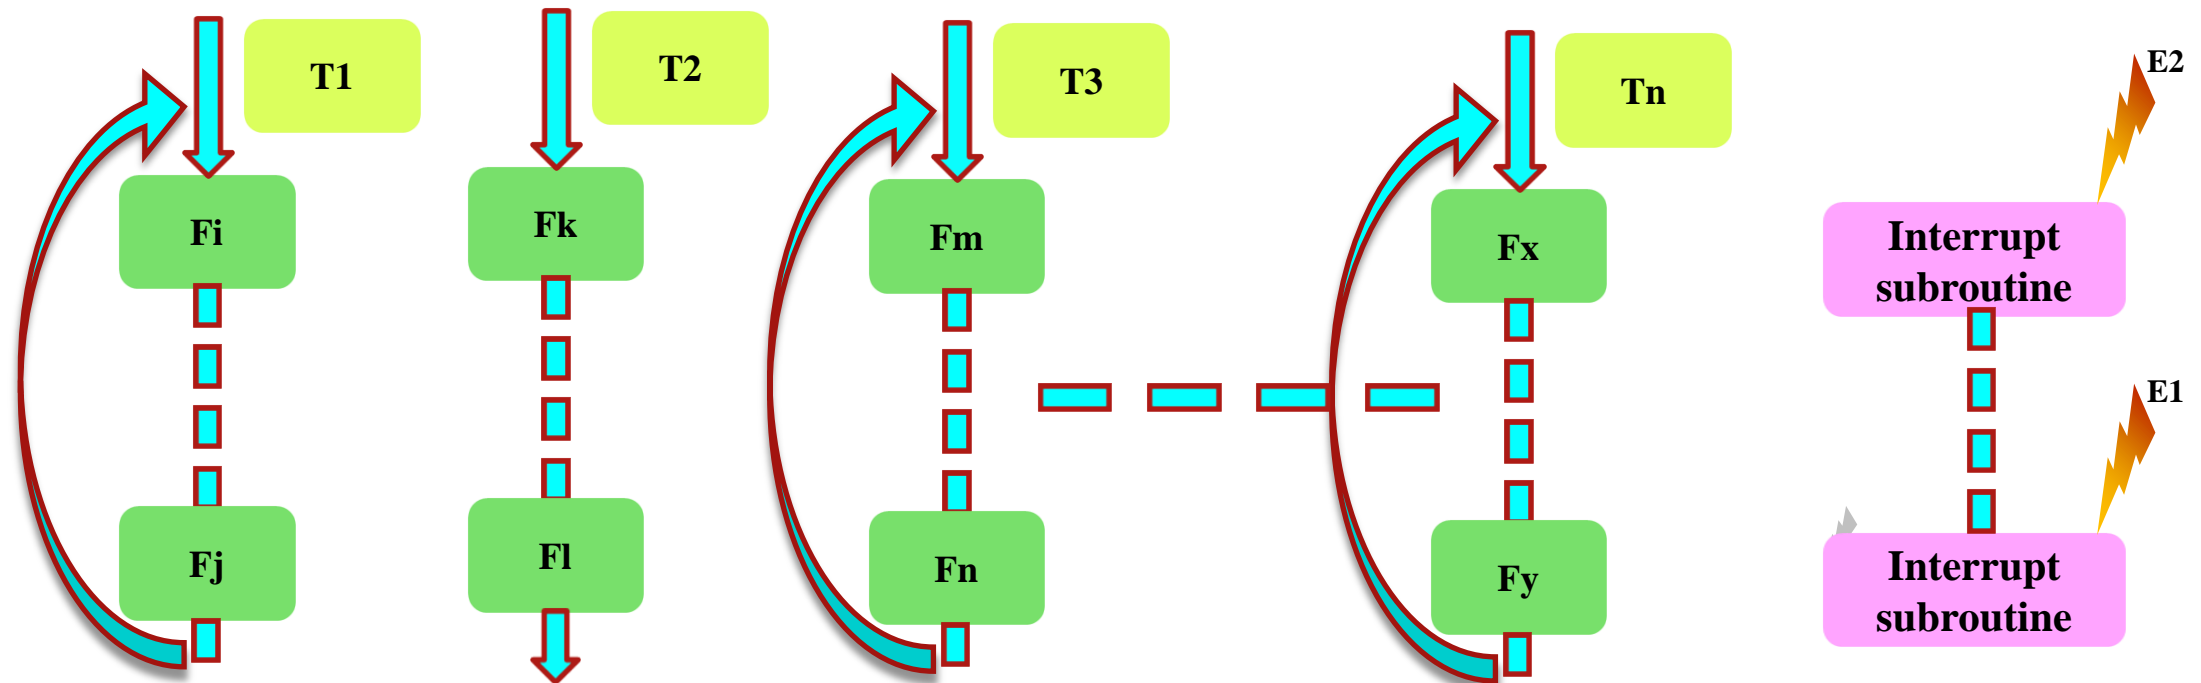 T1
T2
T3
Tn
E2
Fi
Fk
Fm
Fx
Interrupt
subroutine
E1
Fj
Fl
Fn
Fy
Interrupt
subroutine